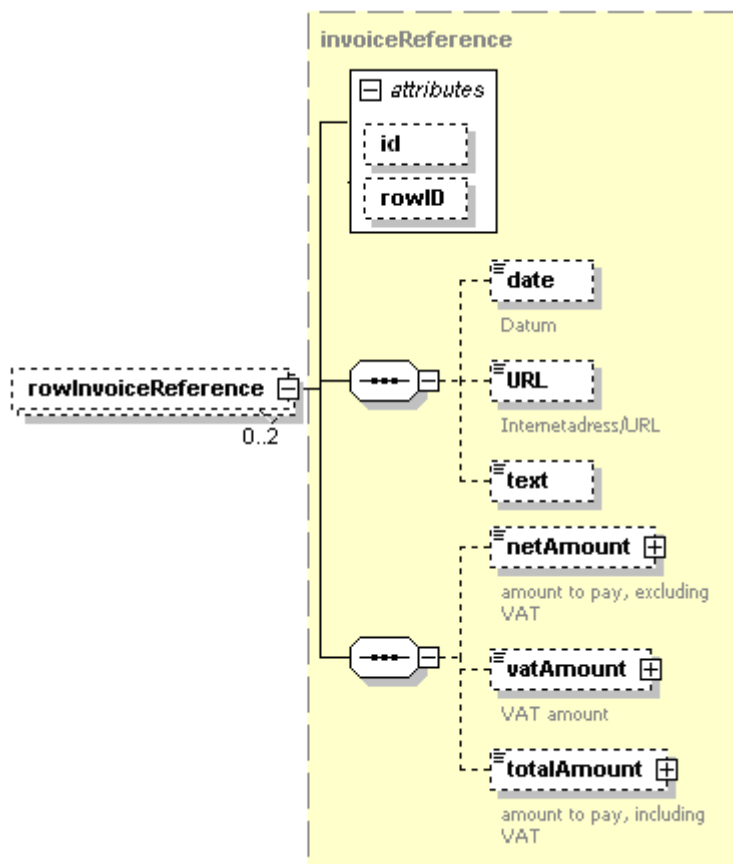 invoiceReference
attributes
id
rowID
date
Datum
rowInvoiceReference
0..2
URL
Internetadress/URL
text
netAmount
amount to pay, excluding
VAT
vatAmount
VAT amount
totalAmount
amount to pay, including
VAT